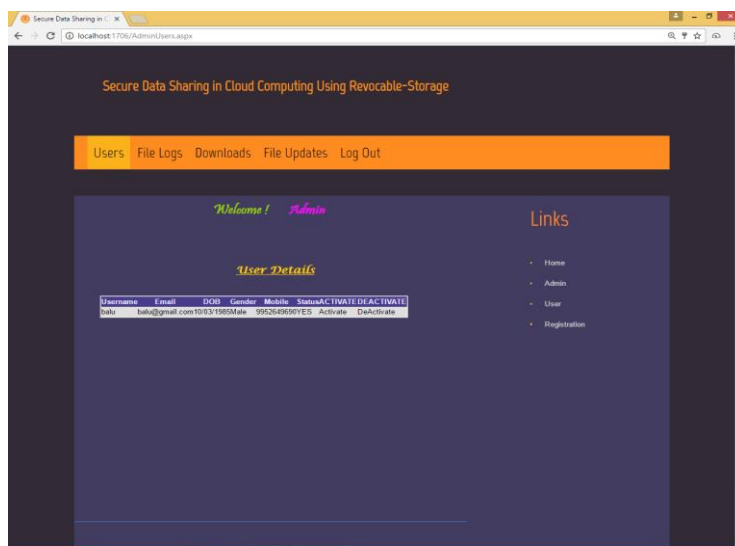 Secure Data Sharing in C
localhost:1706/AdminUsers.aspx
Secure Data Sharing in Cloud Computing Using Revocable-Storage
Users File Logs Downloads File Updates Log Out
Welcome ! Admin
User Details
Username Email DOB Gender Mobile Status ACTIVATE DEACTIVATE
balu balu@gmail.com 10/03/1985 Male 9952649690 YES Activate DeActivate
Links
Home
Admin
User
Registration